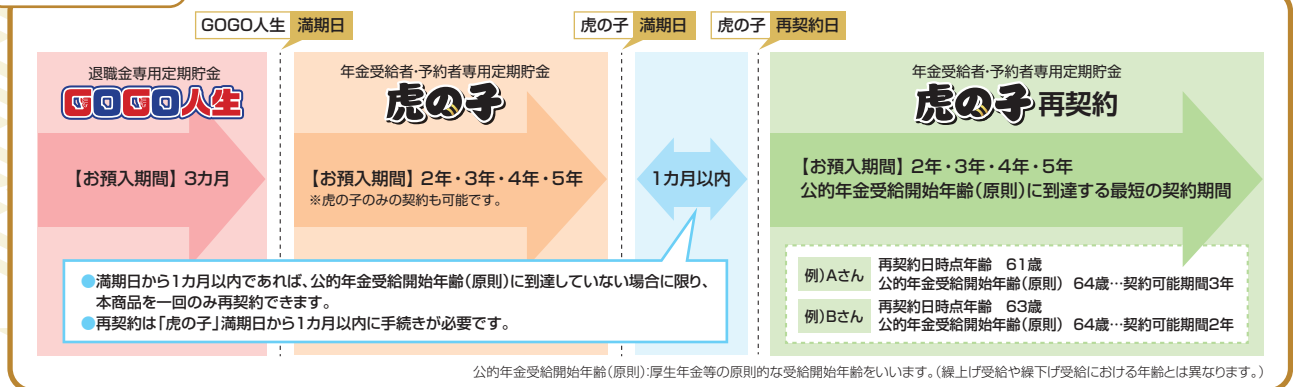 GOGO人生 満期日
虎の子 満期日
虎の子 再契約日
退職金専用定期貯金
GOGO人生
【お預入期間】3カ月
年金受給者・予約者専用定期貯金
虎の子
【お預入期間】2年・3年・4年・5年
※虎の子のみの契約も可能です。
1カ月以内
年金受給者・予約者専用定期貯金
虎の子 再契約
【お預入期間】2年・3年・4年・5年
公的年金受給開始年齢(原則)に到達する最短の契約期間
●満期日から1カ月以内であれば、公的年金受給開始年齢(原則)に到達していない場合に限り、
本商品を一回のみ再契約できます。
●再契約は「虎の子」満期日から1カ月以内に手続きが必要です。
例)Aさん
再契約日時点年齢 61歳
公的年金受給開始年齢(原則) 64歳…契約可能期間3年
例)Bさん
再契約日時点年齢 63歳
公的年金受給開始年齢(原則) 64歳…契約可能期間2年
公的年金受給開始年齢(原則):厚生年金等の原則的な受給開始年齢をいいます。(繰上げ受給や繰下げ受給における年齢とは異なります。)